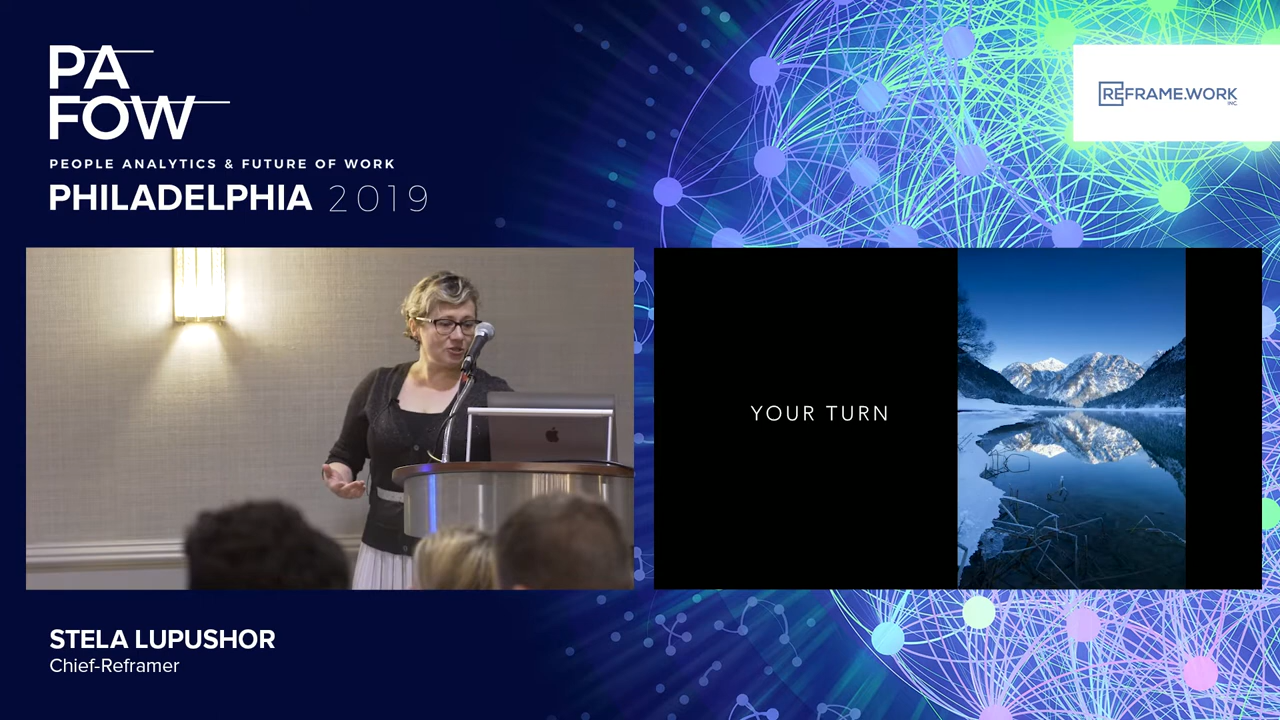 PA
FOW
PEOPLE ANALYTICS & FUTURE OF WORK
PHILADELPHIA 2019
REFRAME.WORK
INC.
YOUR TURN
STELA LUPUSHOR
Chief-Reframer